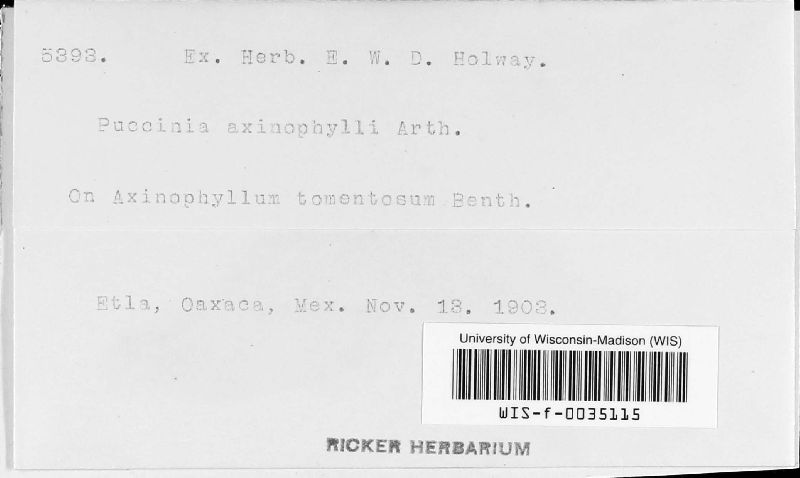 5393. Ex. Herb. E. W. D. Holway.
Puccinia axinophylli Arth.
On Axinophyllum tomentosum Benth.
Etla, Oaxaca, Mex. Nov. 13. 1903.
University of Wisconsin-Madison (WIS)
WIS-f-0035115
RICKER HERBARIUM